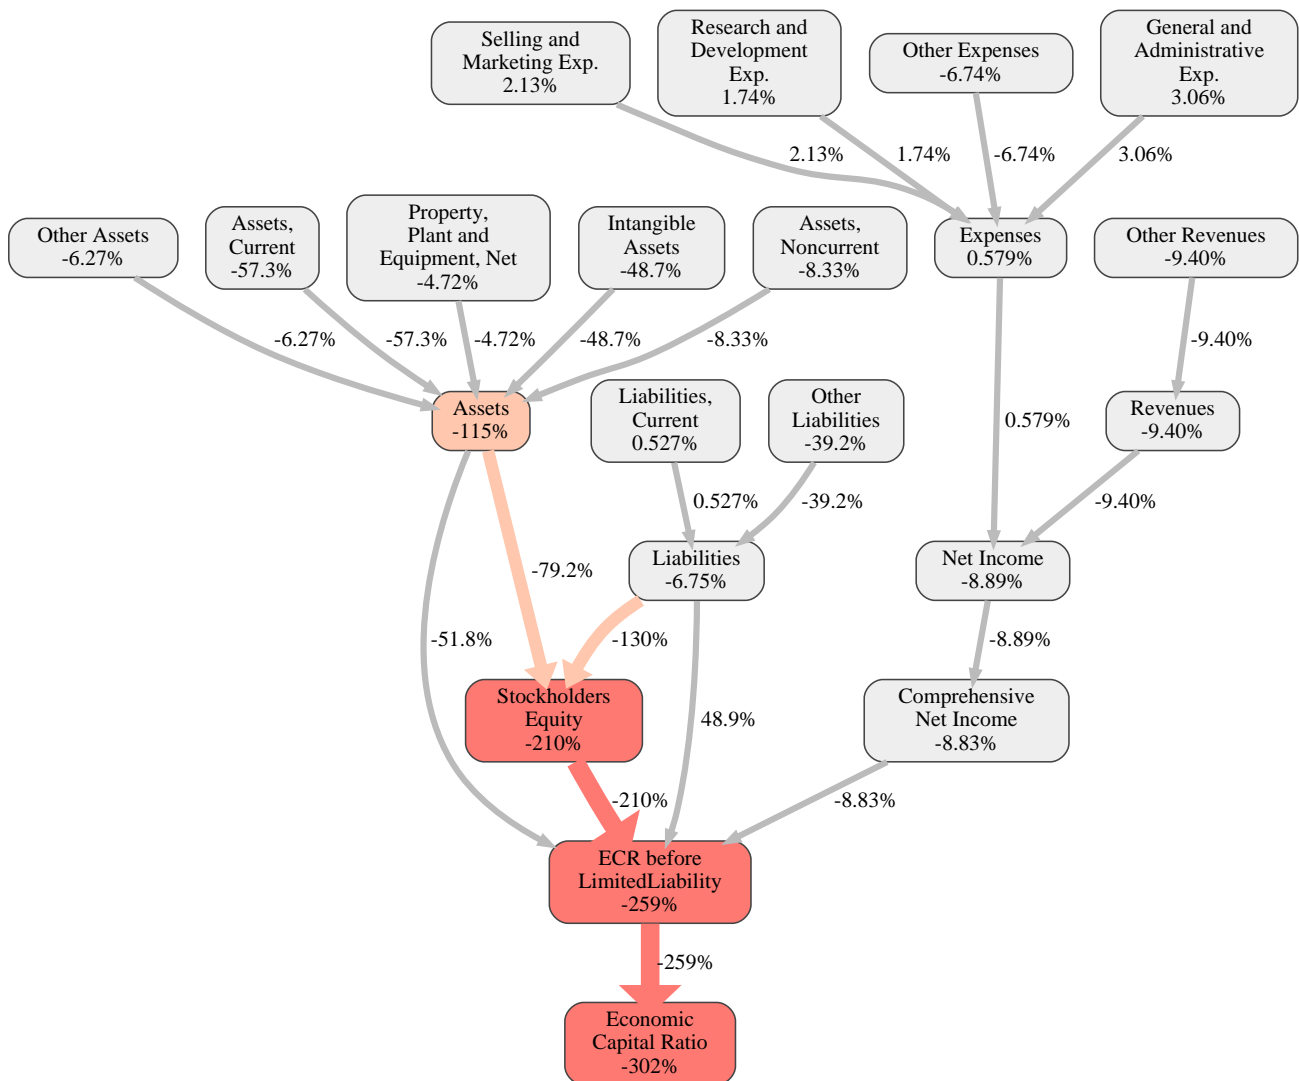 Selling and
Marketing Exp.
2.13%
Research and
Development
Exp.
1.74%
Other Expenses
-6.74%
General and
Administrative
Exp.
3.06%
2.13%
1.74%
-6.74%
3.06%
Other Assets
-6.27%
Assets,
Current
-57.3%
Property,
Plant and
Equipment, Net
-4.72%
Intangible
Assets
-48.7%
Assets,
Noncurrent
-8.33%
Expenses
0.579%
Other Revenues
-9.40%
-6.27%
-57.3%
-4.72%
-48.7%
-8.33%
-9.40%
Assets
-115%
Liabilities,
Current
0.527%
Other
Liabilities
-39.2%
0.579%
Revenues
-9.40%
0.527%
-39.2%
-9.40%
-79.2%
Liabilities
-6.75%
Net Income
-8.89%
-51.8%
-130%
-8.89%
Stockholders
Equity
-210%
48.9%
Comprehensive
Net Income
-8.83%
-210%
-8.83%
ECR before
LimitedLiability
-259%
-259%
Economic
Capital Ratio
-302%